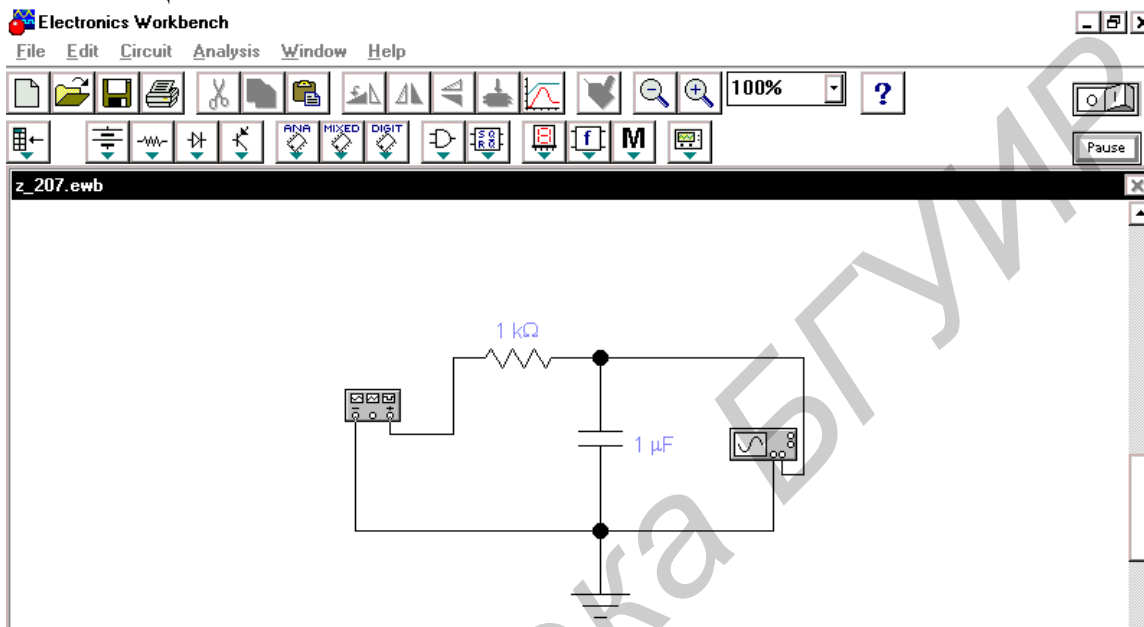 Electronics Workbench
File Edit Circuit Analysis Window Help
100% ?
ANA MIXED DIGIT
f M
Pause
z_207.ewb
1 kΩ
1 μF
ка БГУИР